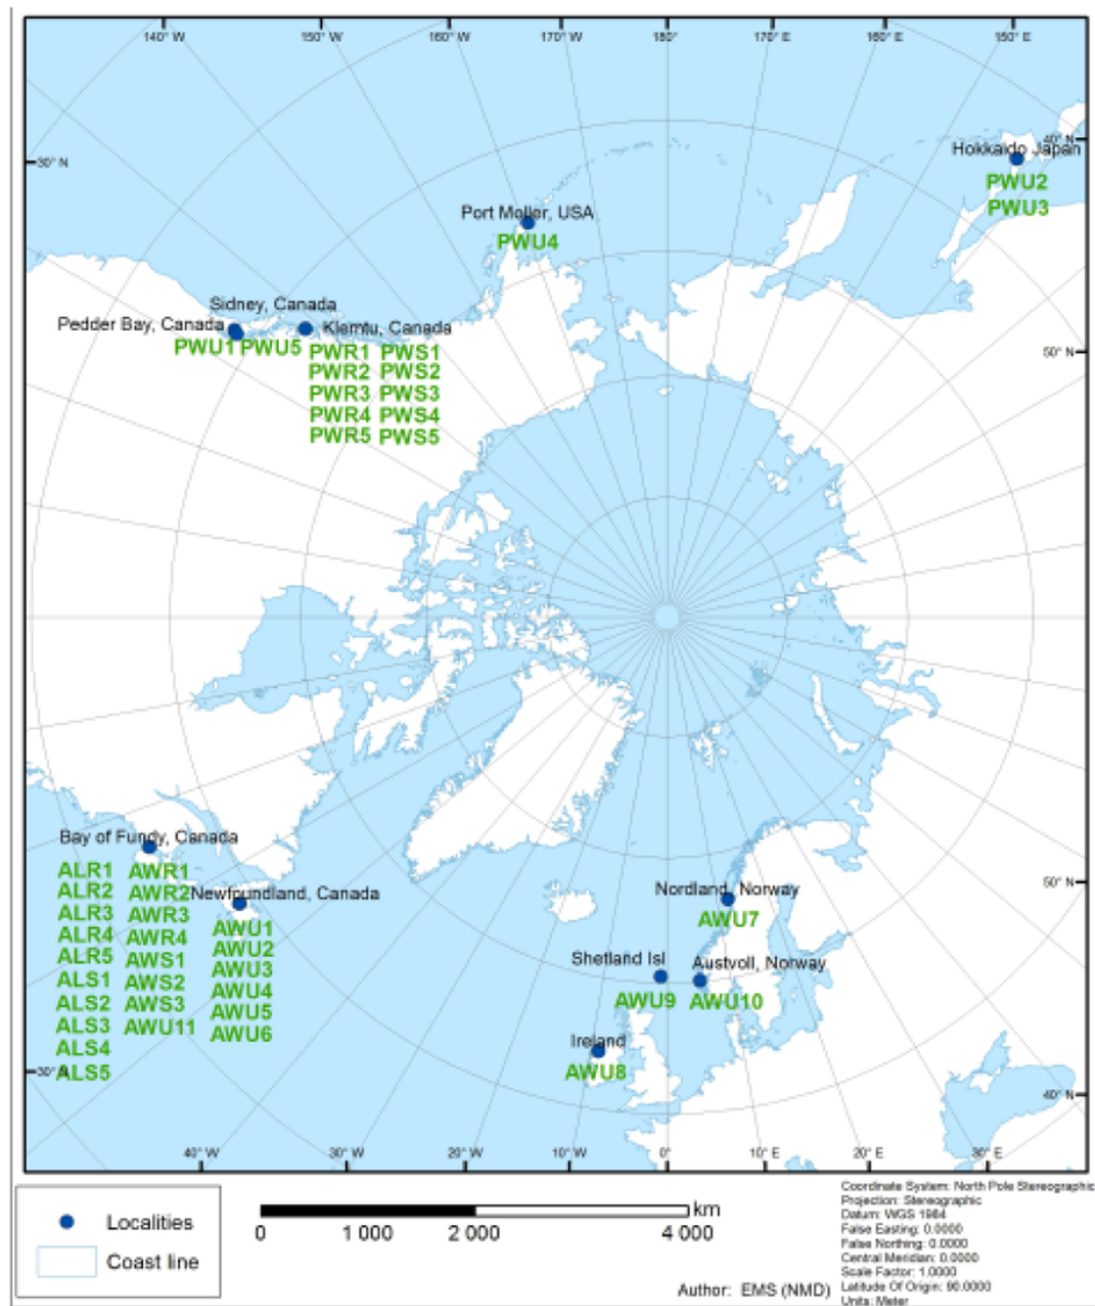 140° W 150° W 160° W 170° W 180° 170° E 160° E 150° E
40° N
30° N
Hokkaido Japan
PWU2
PWU3
Port Moller, USA
PWU4
Sidney, Canada
Pedder Bay, Canada
Klemtu, Canada
PWU1 PWU5
PWR1 PWS1
PWR2 PWS2
PWR3 PWS3
PWR4 PWS4
PWR5 PWS5
50° N
Bay of Fundy, Canada
ALR1 AWR1
ALR2 AWR2
ALR3 AWR3
ALR4 AWR4
ALR5 AWS1
ALS1 AWS2
ALS2 AWS3
ALS3 AWU11
ALS4
ALS5
Newfoundland, Canada
AWU1
AWU2
AWU3
AWU4
AWU5
AWU6
50° N
Nordland, Norway
AWU7
Shetland Isl
AWU9
Austvoll, Norway
AWU10
Ireland
AWU8
30° N
40° N
40° W 30° W 20° W 10° W 0° 10° E 20° E 30° E
Localities
Coast line
km
0 1 000 2 000 4 000
Author: EMS (NMD)
Coordinate System: North Pole Stereographic
Projection: Stereographic
Datum: WGS 1984
False Easting: 0.0000
False Northing: 0.0000
Central Meridian: 0.0000
Scale Factor: 1.0000
Latitude Of Origin: 90.0000
Units: Meter